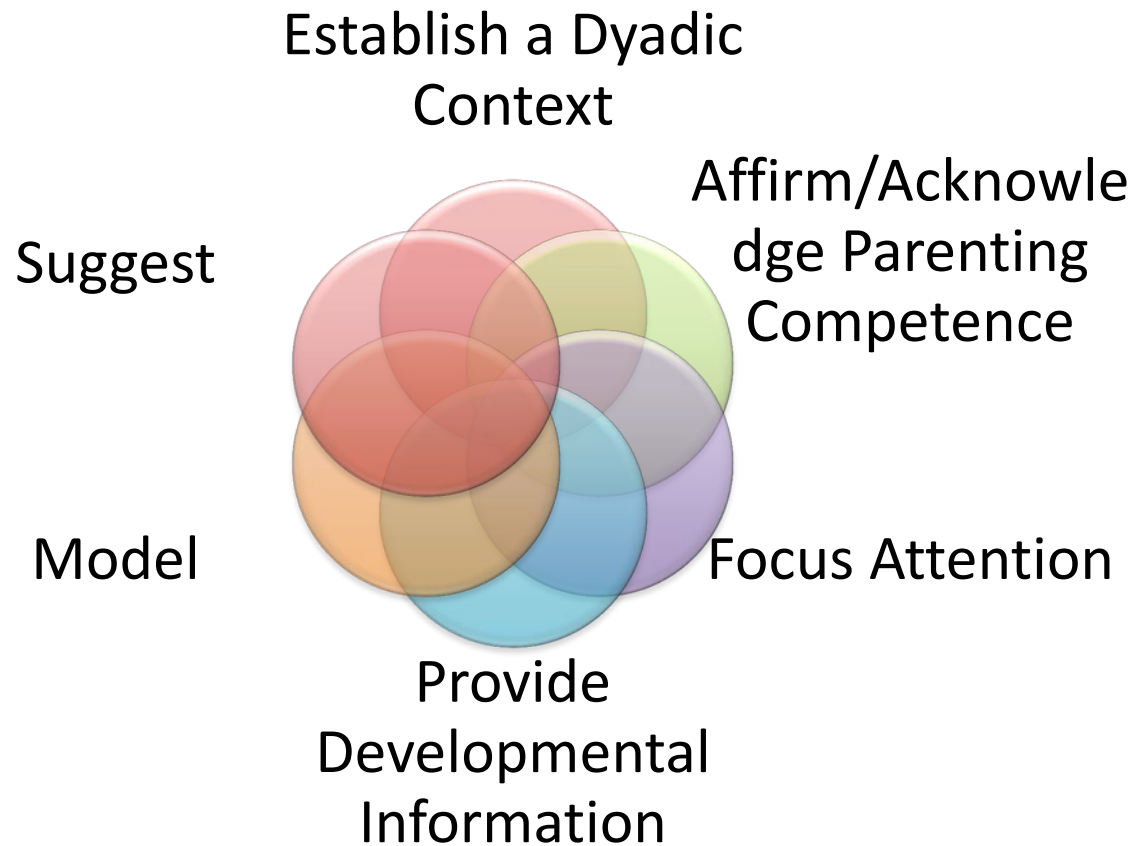 Establish a Dyadic
Context
Affirm/Acknowle
dge Parenting
Competence
Suggest
Model
Focus Attention
Provide
Developmental
Information